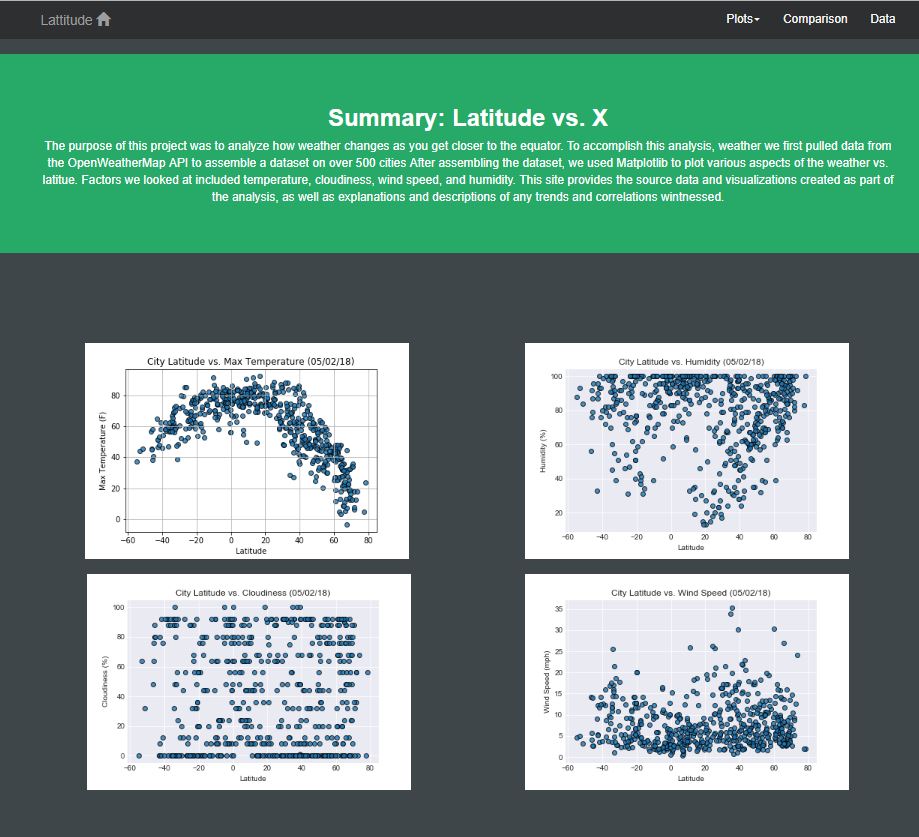 Lattitude
Plots
Comparison
Data
Summary: Latitude vs. X
The purpose of this project was to analyze how weather changes as you get closer to the equator. To accomplish this analysis, weather we first pulled data from
the OpenWeatherMap API to assemble a dataset on over 500 cities After assembling the dataset, we used Matplotlib to plot various aspects of the weather vs.
latitue. Factors we looked at included temperature, cloudiness, wind speed, and humidity. This site provides the source data and visualizations created as part of
the analysis, as well as explanations and descriptions of any trends and correlations wintnessed.
City Latitude vs. Max Temperature (05/02/18)
Max Temperature (F)
80
60
40
20
0
−60 −40 −20 0 20 40 60 80
Latitude
City Latitude vs. Humidity (05/02/18)
Humidity (%)
100
80
60
40
20
−60 −40 −20 0 20 40 60 80
Latitude
City Latitude vs. Cloudiness (05/02/18)
Cloudiness (%)
100
80
60
40
20
0
−60 −40 −20 0 20 40 60 80
Latitude
City Latitude vs. Wind Speed (05/02/18)
Wind Speed (mph)
35
30
25
20
15
10
5
0
−60 −40 −20 0 20 40 60 80
Latitude